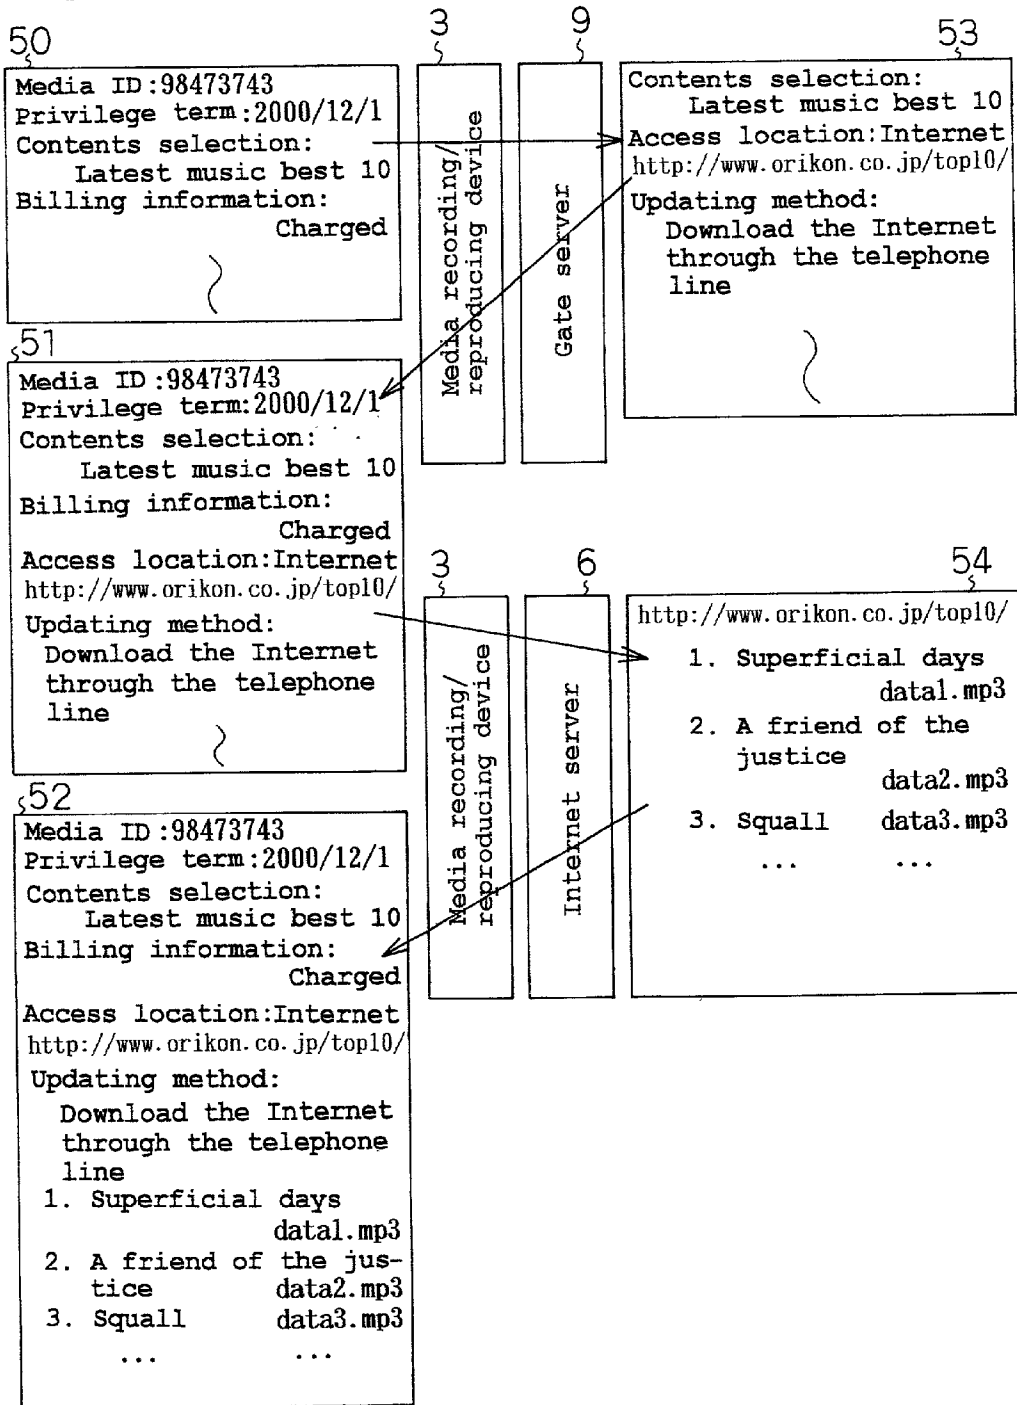 50
Media ID:98473743
Privilege term:2000/12/1
Contents selection:
Latest music best 10
Billing information:
Charged
3
Media recording/
reproducing device
9
Gate server
53
Contents selection:
Latest music best 10
Access location:Internet
http://www.orikon.co.jp/top10/
Updating method:
Download the Internet
through the telephone
line
51
Media ID:98473743
Privilege term:2000/12/1
Contents selection:
Latest music best 10
Billing information:
Charged
Access location:Internet
http://www.orikon.co.jp/top10/
Updating method:
Download the Internet
through the telephone
line
3
Media recording/
reproducing device
6
Internet server
54
http://www.orikon.co.jp/top10/
1. Superficial days
data1.mp3
2. A friend of the
justice
data2.mp3
3. Squall data3.mp3
... ...
52
Media ID:98473743
Privilege term:2000/12/1
Contents selection:
Latest music best 10
Billing information:
Charged
Access location:Internet
http://www.orikon.co.jp/top10/
Updating method:
Download the Internet
through the telephone
line
1. Superficial days
data1.mp3
2. A friend of the jus-
tice data2.mp3
3. Squall data3.mp3
... ...